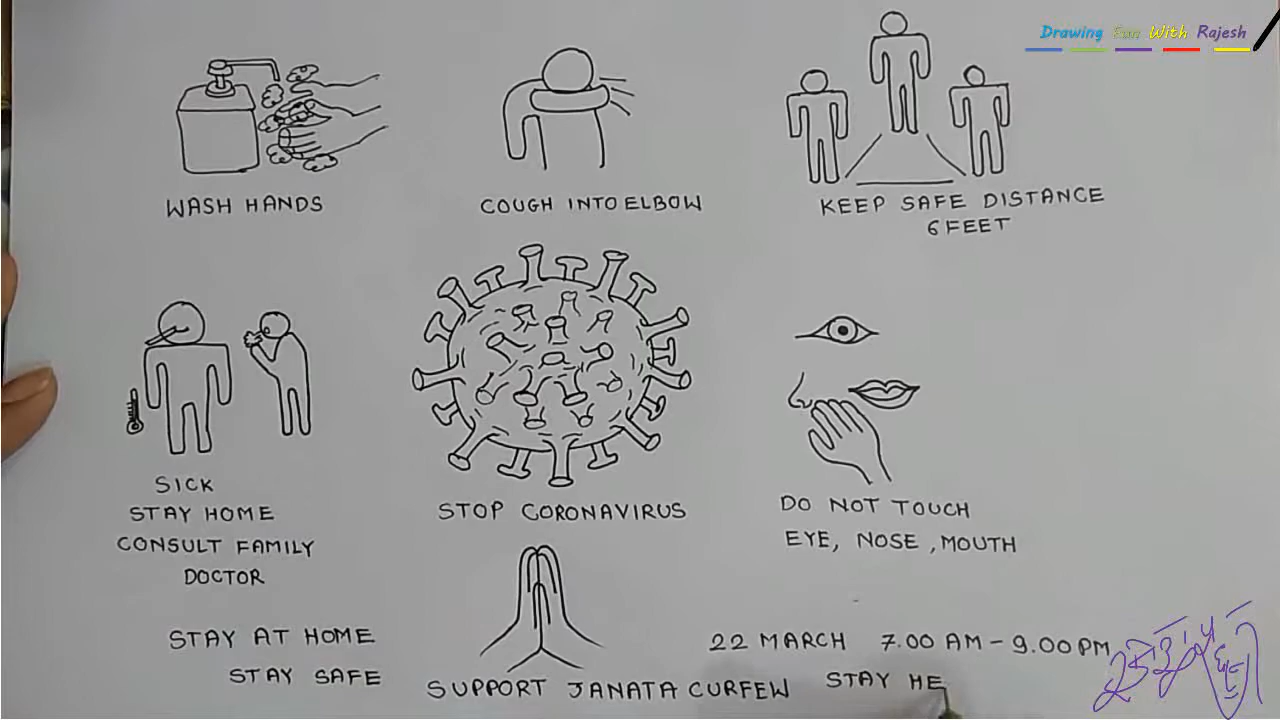 Drawing Fun With Rajesh
WASH HANDS
COUGH INTO ELBOW
KEEP SAFE DISTANCE
6 FEET
SICK
STAY HOME
CONSULT FAMILY
DOCTOR
STOP CORONAVIRUS
DO NOT TOUCH
EYE, NOSE, MOUTH
STAY AT HOME
STAY SAFE
SUPPORT JANATA CURFEW
22 MARCH 7.00 AM - 9.00 PM
STAY HE